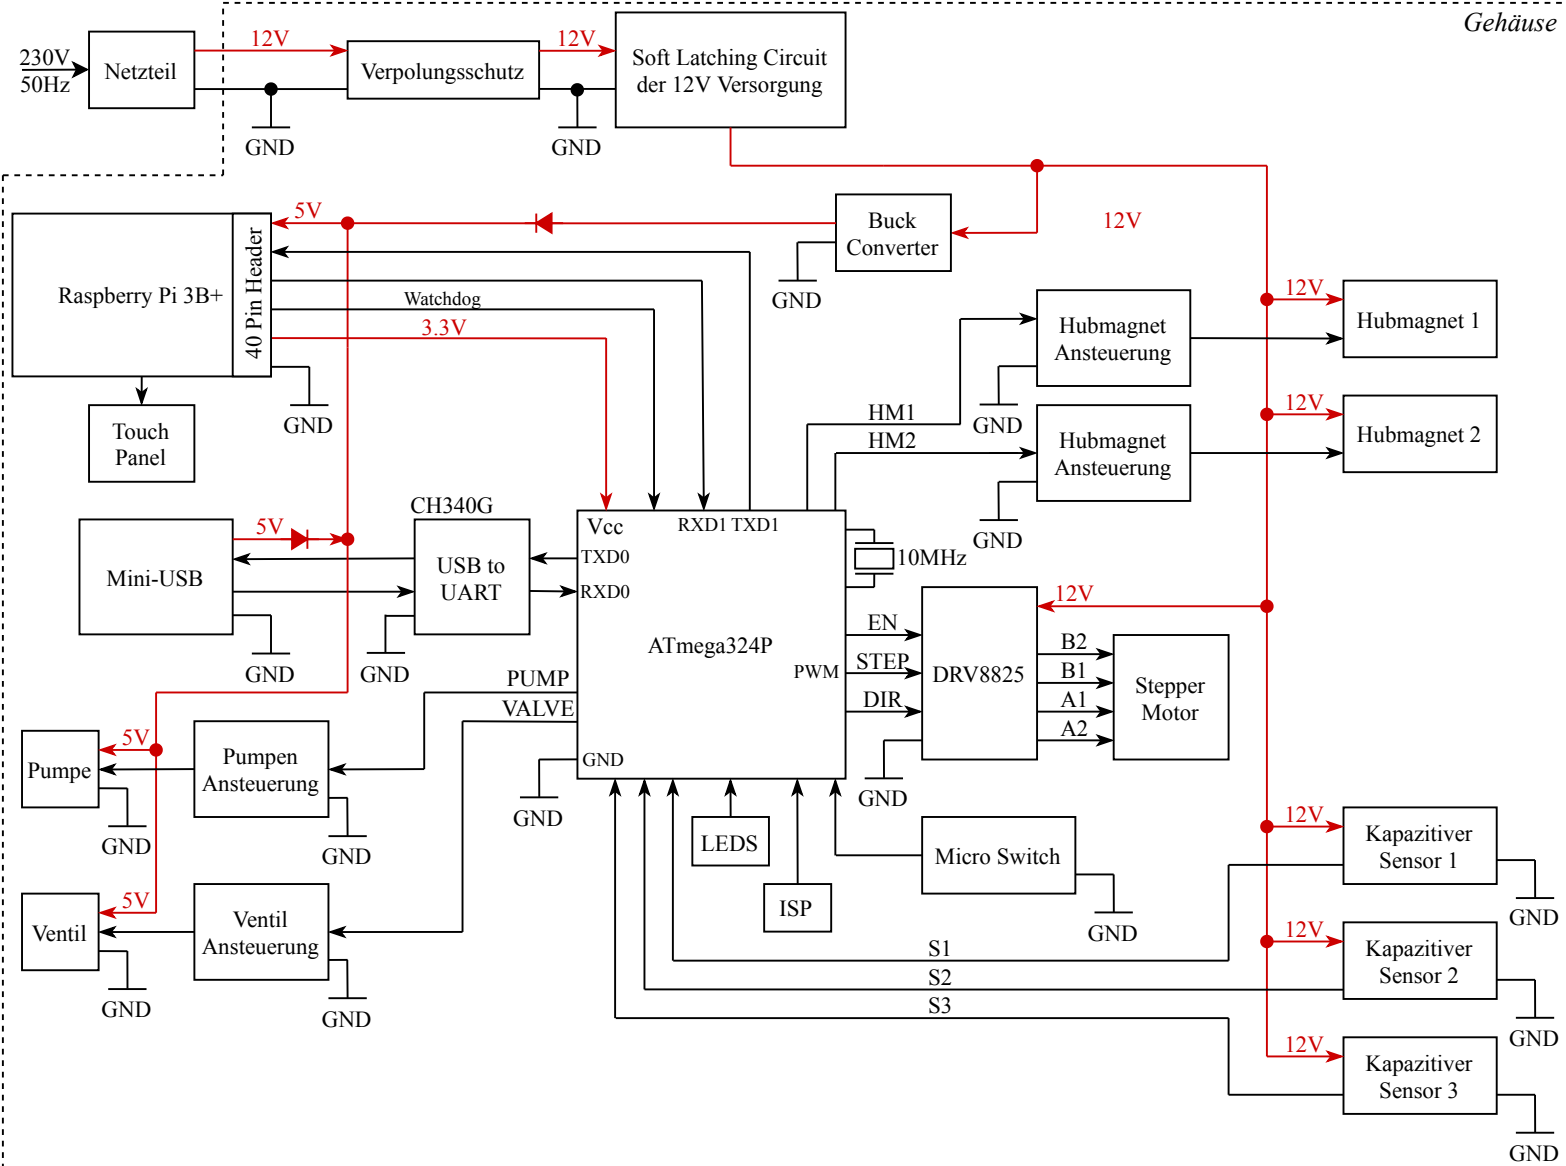 Gehäuse
230V
50Hz
Netzteil
12V
Verpolungsschutz
12V
Soft Latching Circuit
der 12V Versorgung
GND
GND
5V
Buck
Converter
12V
GND
Raspberry Pi 3B+
40 Pin Header
Watchdog
3.3V
GND
Touch
Panel
Hubmagnet
Ansteuerung
GND
12V
Hubmagnet 1
HM1
HM2
Hubmagnet
Ansteuerung
GND
12V
Hubmagnet 2
Mini-USB
5V
GND
CH340G
USB to
UART
GND
Vcc
RXD1 TXD1
TXD0
RXD0
ATmega324P
PWM
GND
GND
10MHz
EN
STEP
DIR
DRV8825
12V
GND
B2
B1
A1
A2
Stepper
Motor
PUMP
VALVE
Pumpe
5V
GND
Pumpen
Ansteuerung
GND
Ventil
5V
GND
Ventil
Ansteuerung
GND
LEDS
ISP
Micro Switch
GND
S1
S2
S3
12V
Kapazitiver
Sensor 1
GND
12V
Kapazitiver
Sensor 2
GND
12V
Kapazitiver
Sensor 3
GND